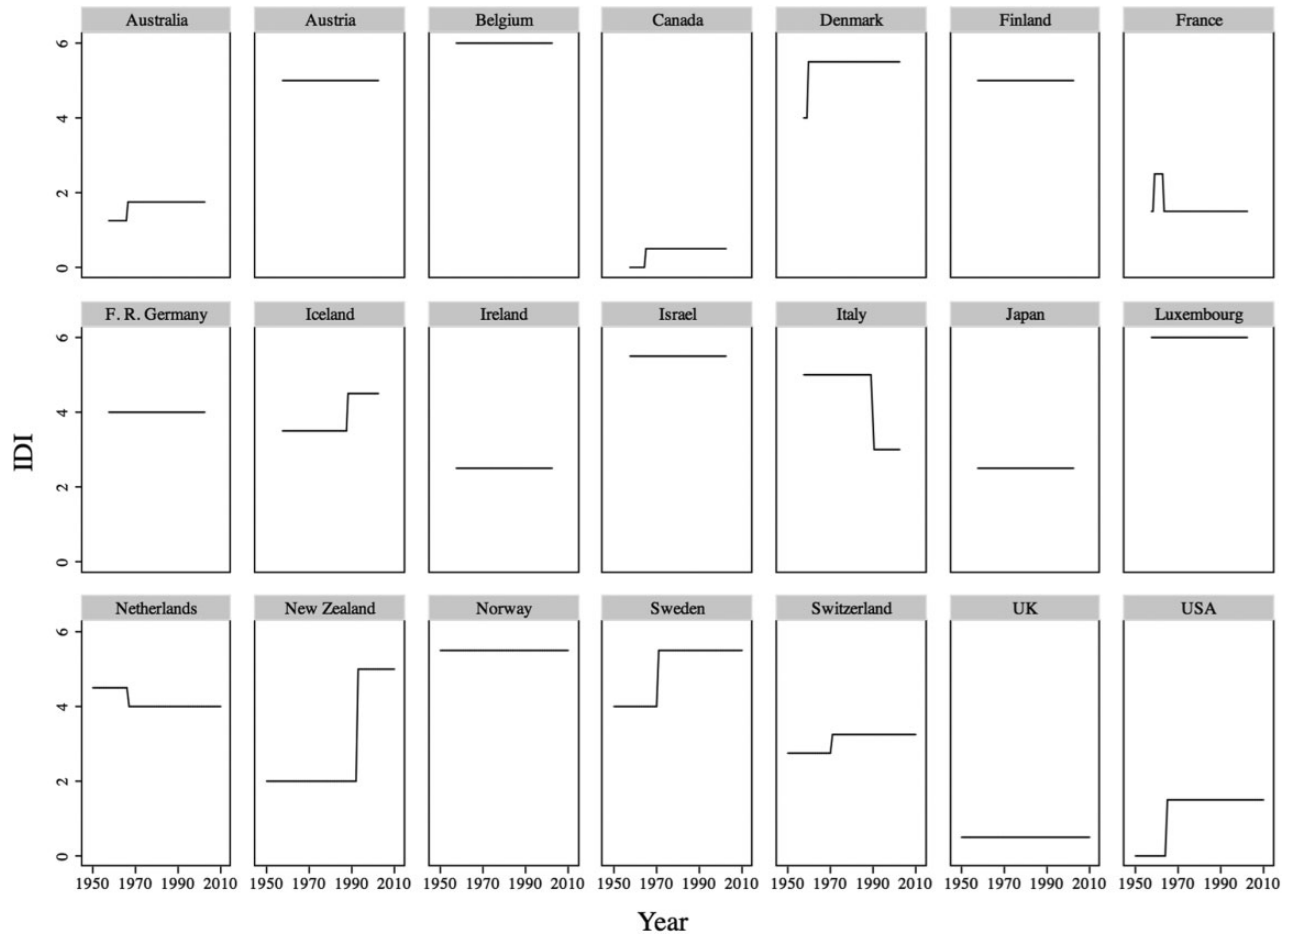 Australia Austria Belgium Canada Denmark Finland France
6
4
2
0
F. R. Germany Iceland Ireland Israel Italy Japan Luxembourg
6
4
2
0
IDI
Netherlands New Zealand Norway Sweden Switzerland UK USA
6
4
2
0
1950 1970 1990 2010 1950 1970 1990 2010 1950 1970 1990 2010 1950 1970 1990 2010 1950 1970 1990 2010 1950 1970 1990 2010 1950 1970 1990 2010
Year